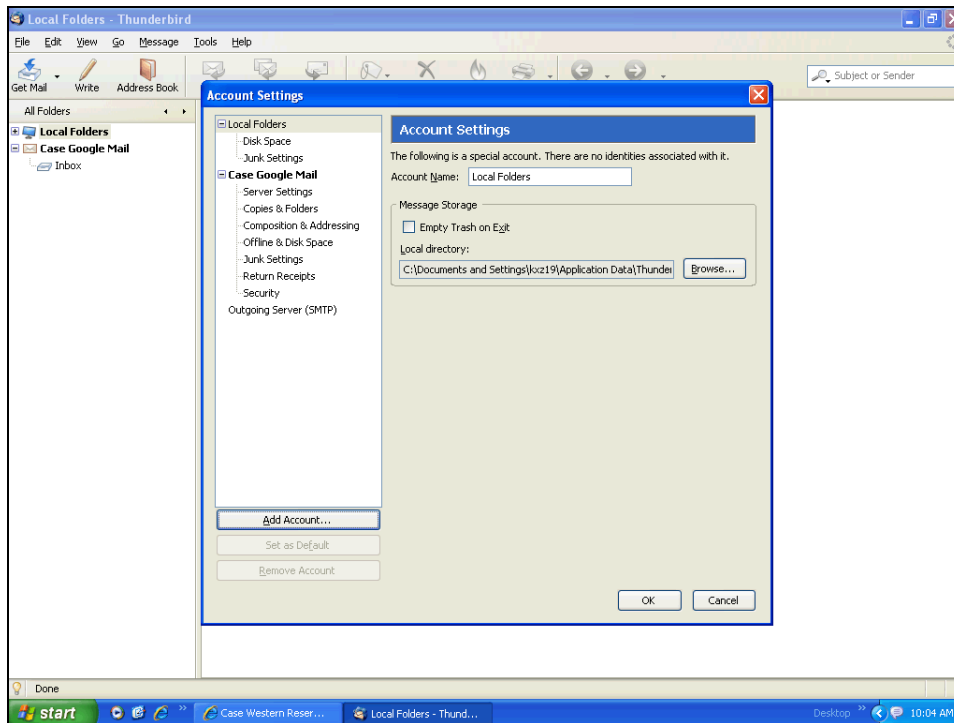 Local Folders - Thunderbird
File Edit View Go Message Tools Help
Get Mail Write Address Book Subject or Sender
All Folders
Local Folders
Case Google Mail
Inbox
Account Settings
Local Folders
Disk Space
Junk Settings
Case Google Mail
Server Settings
Copies & Folders
Composition & Addressing
Offline & Disk Space
Junk Settings
Return Receipts
Security
Outgoing Server (SMTP)
Add Account...
Set as Default
Remove Account
Account Settings
The following is a special account. There are no identities associated with it.
Account Name: Local Folders
Message Storage
Empty Trash on Exit
Local directory:
C:\Documents and Settings\kxz19\Application Data\Thunder Browse...
OK Cancel
Done
start Case Western Reser... Local Folders - Thund... Desktop 10:04 AM